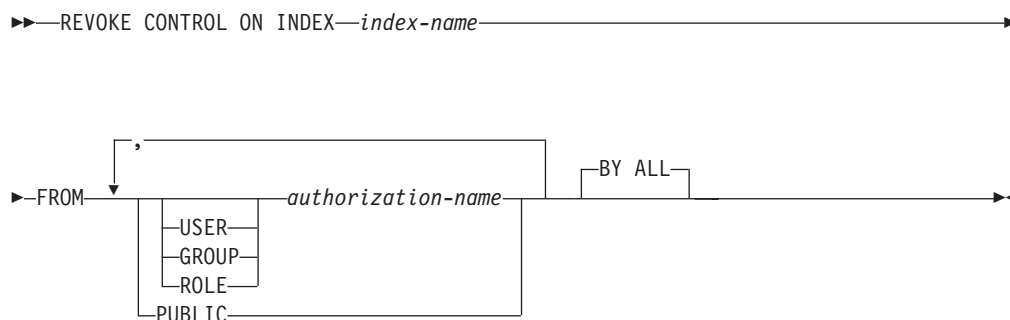 REVOKE CONTROL ON INDEX index-name
,
BY ALL
FROM authorization-name
USER
GROUP
ROLE
PUBLIC